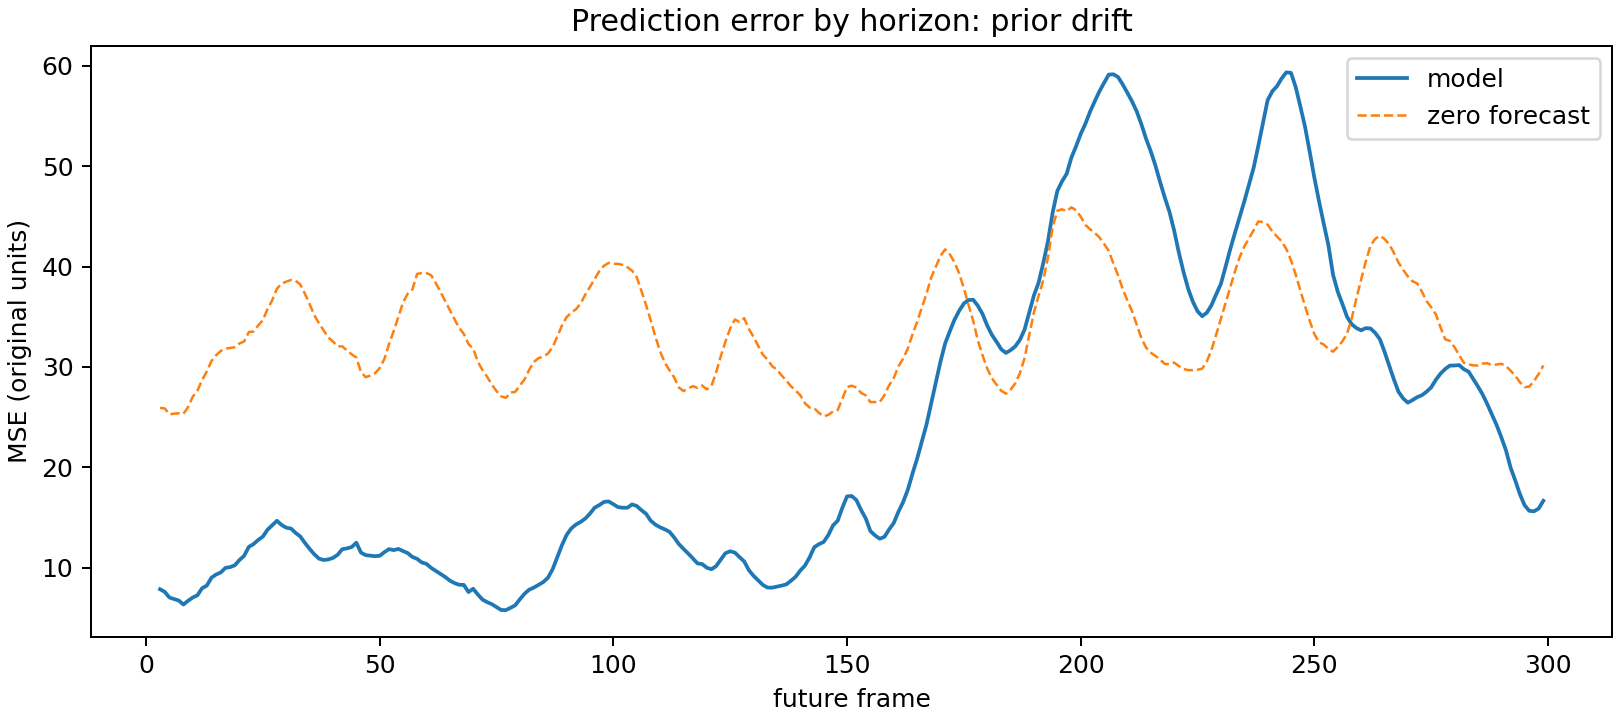 Prediction error by horizon: prior drift
model
zero forecast
60
50
40
30
20
10
MSE (original units)
0
50
100
150
200
250
300
future frame